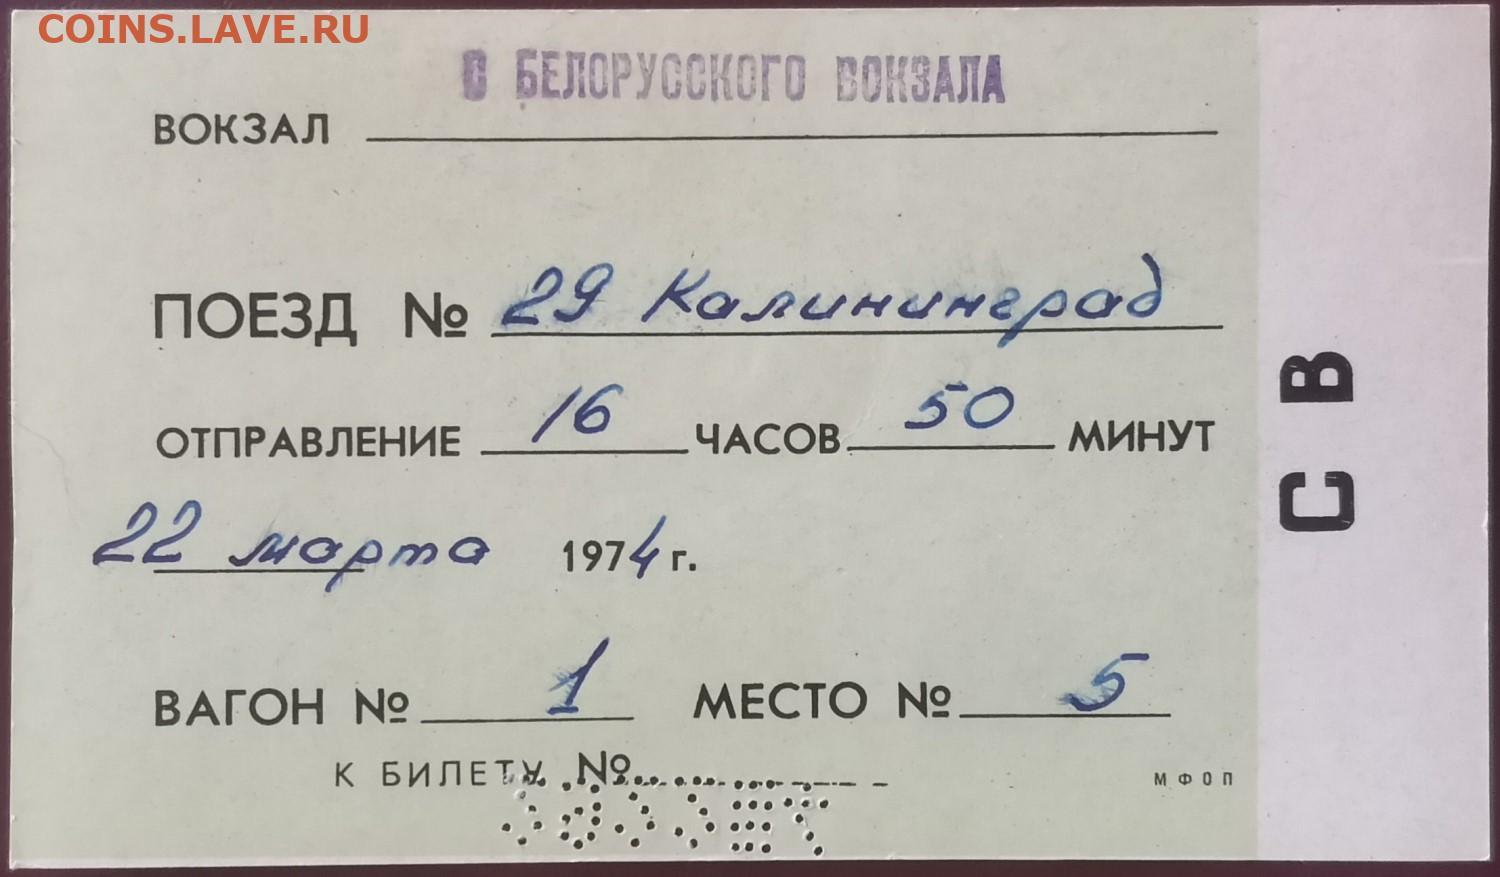 COINS.LAVE.RU
С БЕЛОРУССКОГО ВОКЗАЛА
ВОКЗАЛ
ПОЕЗД № 29 Калининград
ОТПРАВЛЕНИЕ 16 ЧАСОВ 50 МИНУТ
22 марта 1974 г.
ВАГОН № 1 МЕСТО № 5
К БИЛЕТУ №
МФОП
СВ